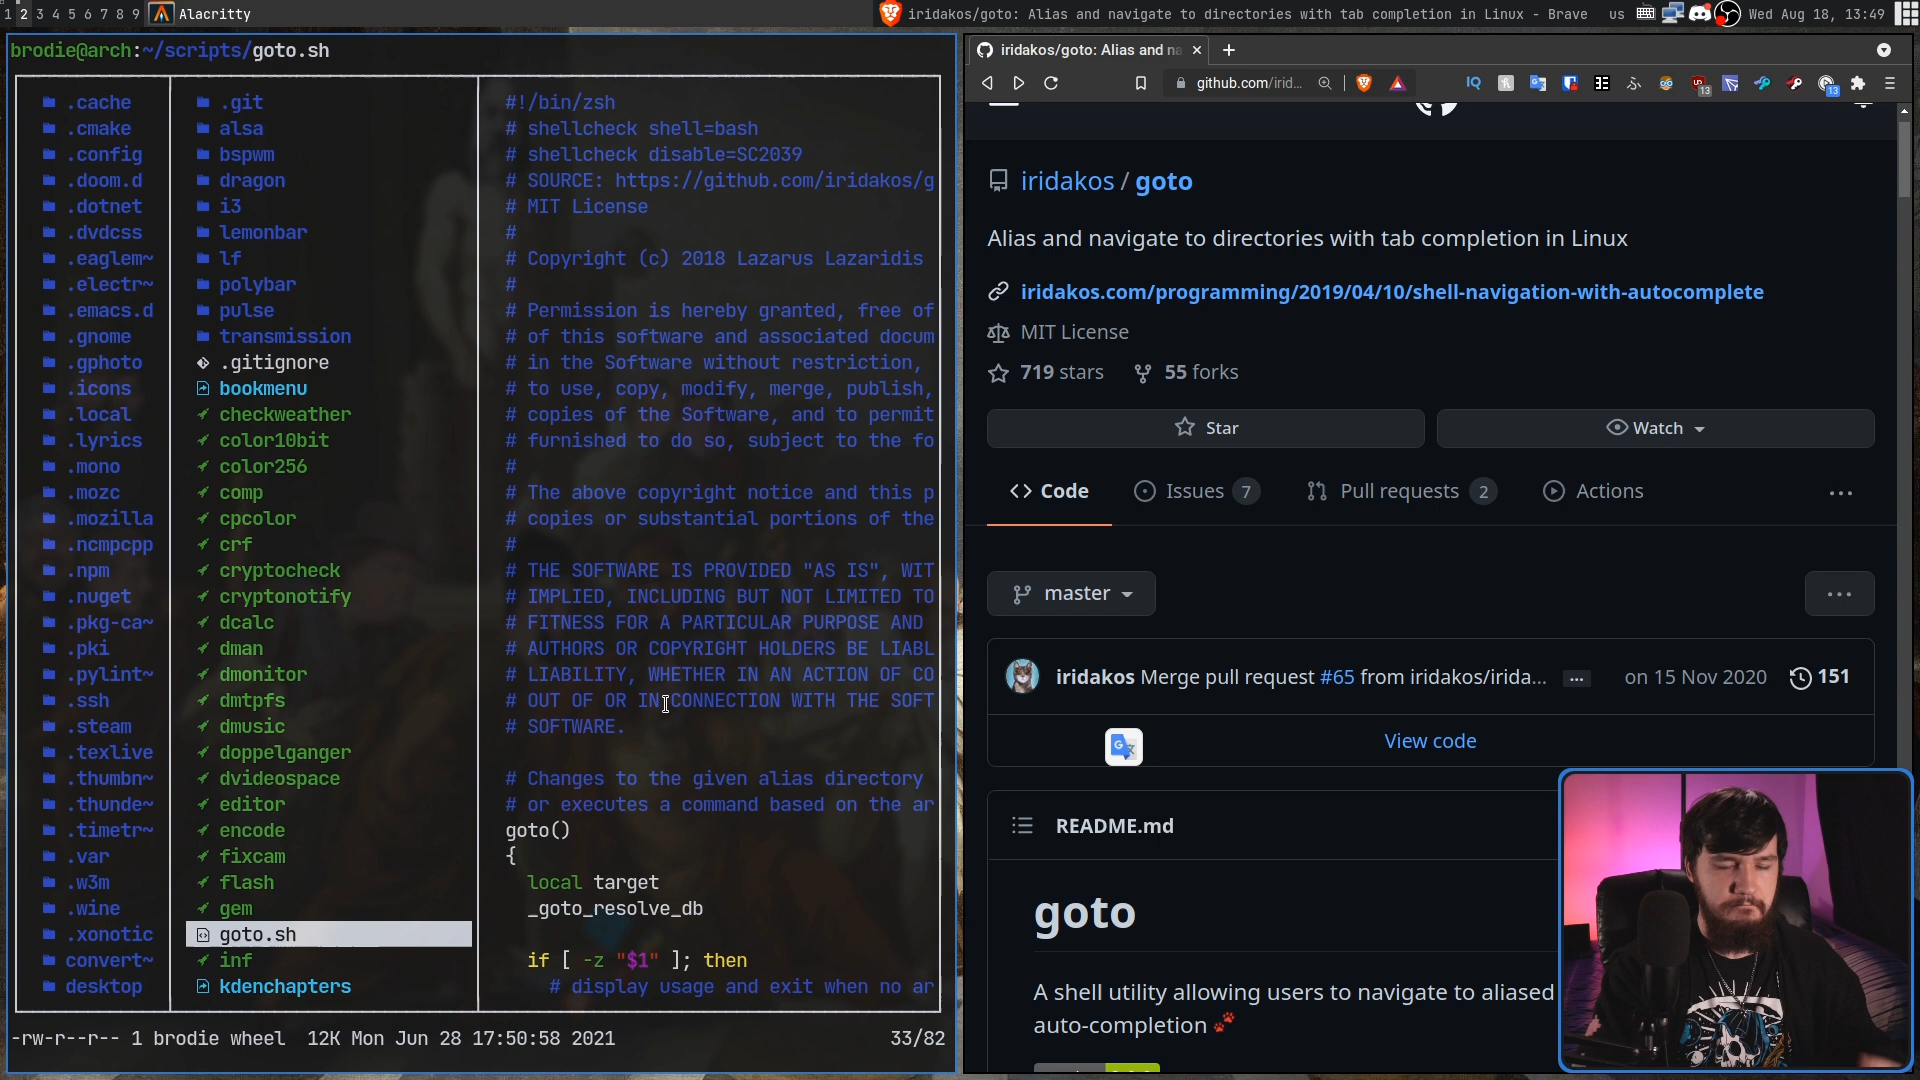 1 2 3 4 5 6 7 8 9 Alacritty
iridakos/goto: Alias and navigate to directories with tab completion in Linux - Brave us Wed Aug 18, 13:49
brodie@arch:~/scripts/goto.sh
.cache
.cmake
.config
.doom.d
.dotnet
.dvdcss
.eaglem~
.electr~
.emacs.d
.gnome
.gphoto
.icons
.local
.lyrics
.mono
.mozc
.mozilla
.ncmpcpp
.npm
.nuget
.pkg-ca~
.pki
.pylint~
.ssh
.steam
.texlive
.thumbn~
.thunde~
.timetr~
.var
.w3m
.wine
.xonotic
convert~
desktop
.git
alsa
bspwm
dragon
i3
lemonbar
lf
polybar
pulse
transmission
.gitignore
bookmenu
checkweather
color10bit
color256
comp
cpcolor
crf
cryptocheck
cryptonotify
dcalc
dman
dmonitor
dmtpfs
dmusic
doppelganger
dvideospace
editor
encode
fixcam
flash
gem
goto.sh
inf
kdenchapters
#!/bin/zsh
# shellcheck shell=bash
# shellcheck disable=SC2039
# SOURCE: https://github.com/iridakos/g
# MIT License
#
# Copyright (c) 2018 Lazarus Lazaridis
#
# Permission is hereby granted, free of
# of this software and associated docum
# in the Software without restriction,
# to use, copy, modify, merge, publish,
# copies of the Software, and to permit
# furnished to do so, subject to the fo
#
# The above copyright notice and this p
# copies or substantial portions of the
#
# THE SOFTWARE IS PROVIDED "AS IS", WIT
# IMPLIED, INCLUDING BUT NOT LIMITED TO
# FITNESS FOR A PARTICULAR PURPOSE AND
# AUTHORS OR COPYRIGHT HOLDERS BE LIABL
# LIABILITY, WHETHER IN AN ACTION OF CO
# OUT OF OR IN CONNECTION WITH THE SOFT
# SOFTWARE.
# Changes to the given alias directory
# or executes a command based on the ar
goto()
{
local target
_goto_resolve_db
if [ -z "$1" ]; then
# display usage and exit when no ar
-rw-r--r-- 1 brodie wheel 12K Mon Jun 28 17:50:58 2021 33/82
iridakos/goto: Alias and na
github.com/irid...
13
13
iridakos / goto
Alias and navigate to directories with tab completion in Linux
iridakos.com/programming/2019/04/10/shell-navigation-with-autocomplete
MIT License
719 stars 55 forks
Star Watch
Code Issues 7 Pull requests 2 Actions ...
master ...
iridakos Merge pull request #65 from iridakos/irida... ... on 15 Nov 2020 151
View code
README.md
goto
A shell utility allowing users to navigate to aliased
auto-completion